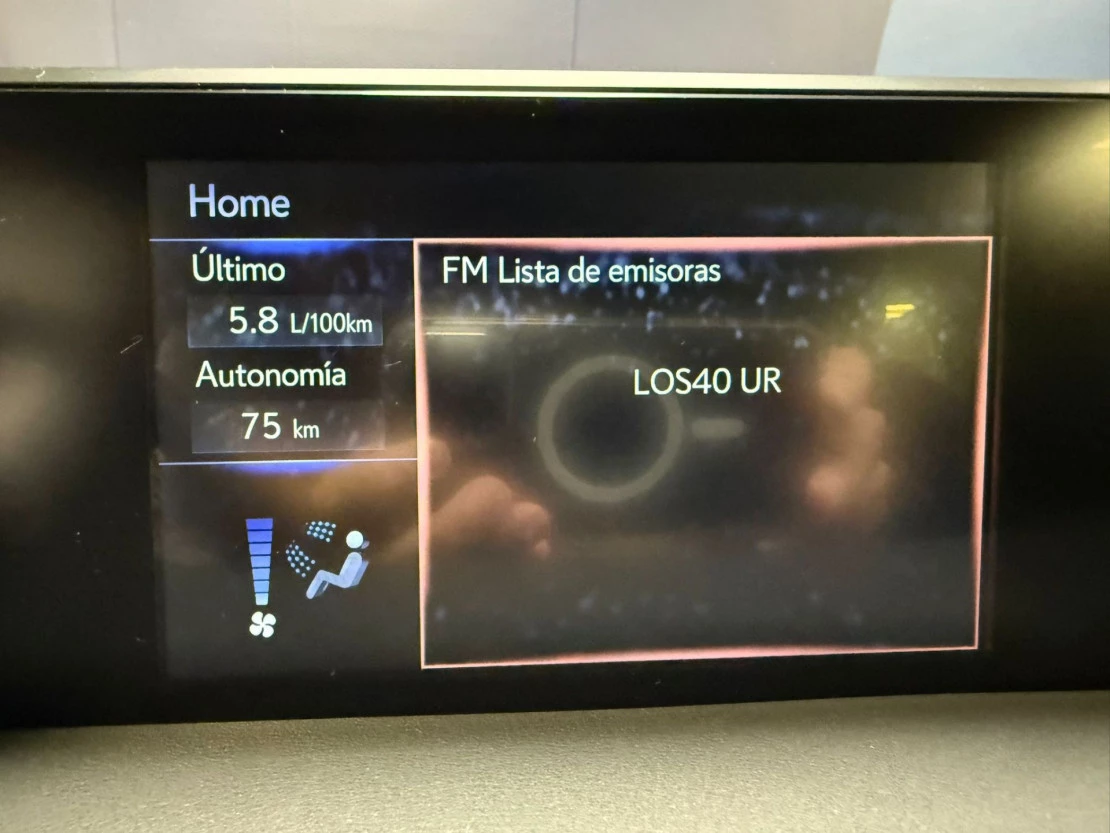 Home
Último
5.8 L/100km
Autonomía
75 km
FM Lista de emisoras
LOS40 UR